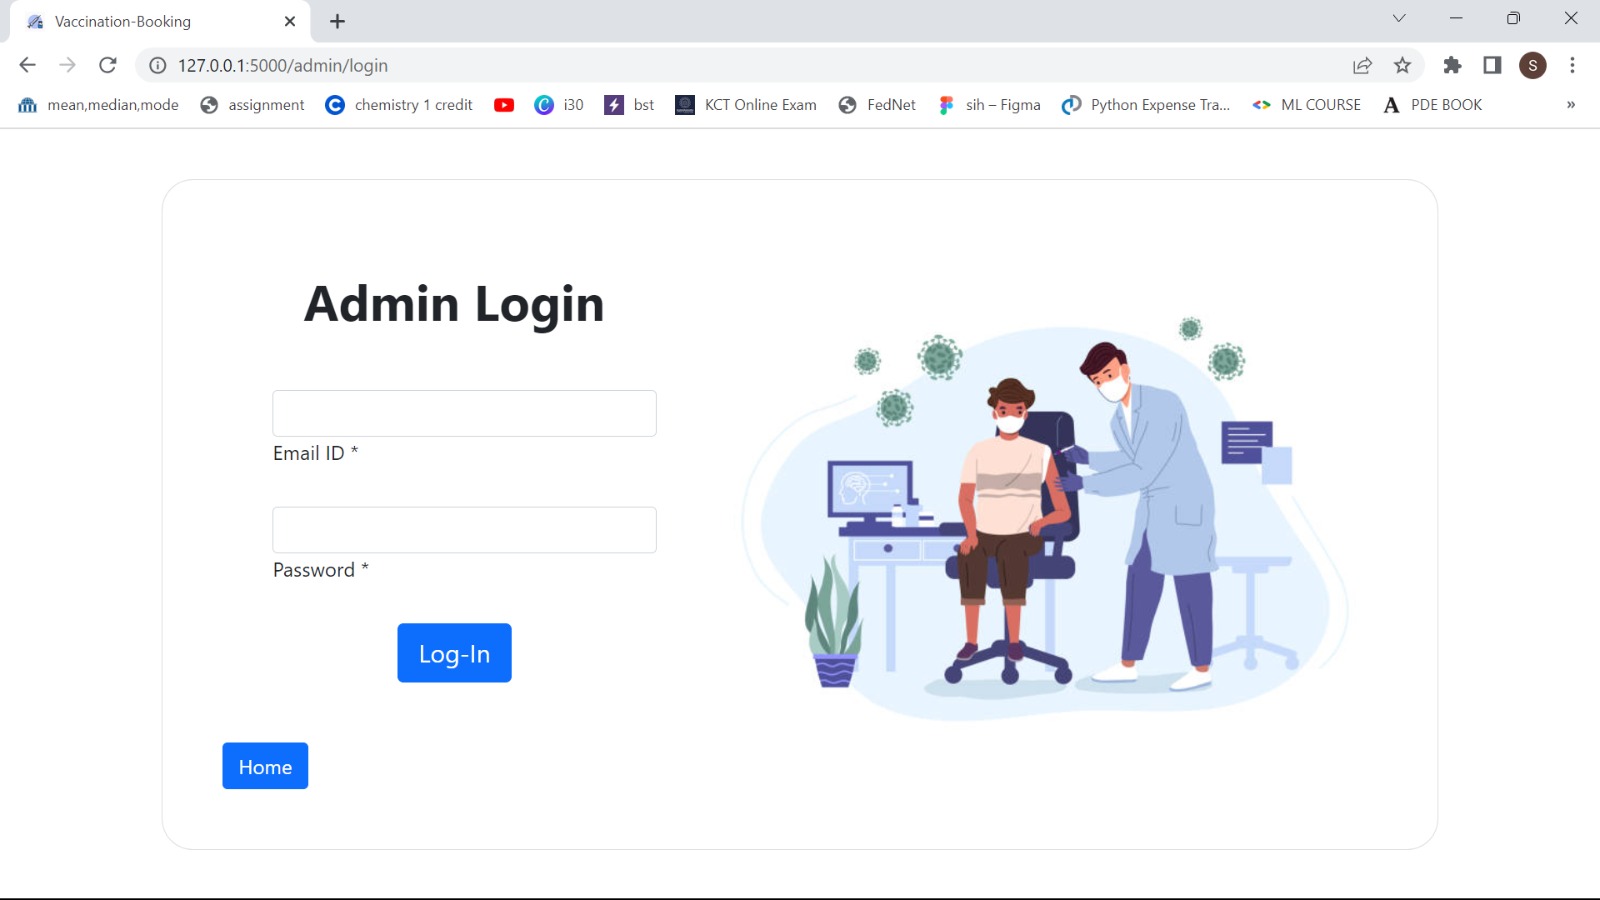 Vaccination-Booking
127.0.0.1:5000/admin/login
S
mean,median,mode
assignment
chemistry 1 credit
i30
bst
KCT Online Exam
FedNet
sih – Figma
Python Expense Tra...
ML COURSE
A PDE BOOK
»
Admin Login
Email ID *
Password *
Log-In
Home